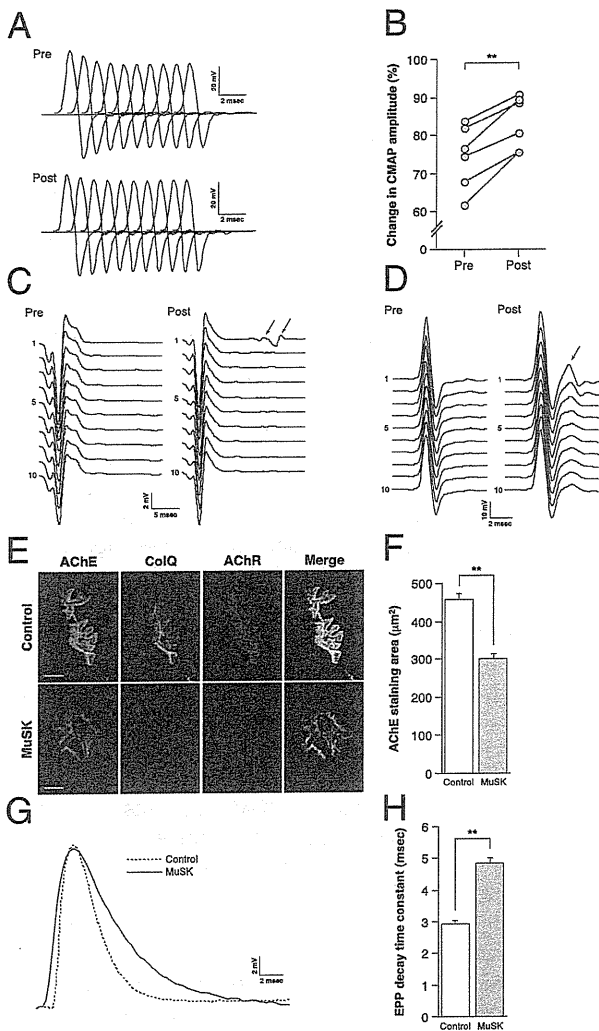 A
Pre
20 mV
2 msec
Post
20 mV
2 msec
B
**
Change in CMAP amplitude (%)
100
90
80
70
60
0
Pre
Post
C
Pre
Post
1
5
10
1
5
10
2 mV
5 msec
D
Pre
Post
1
5
10
1
5
10
10 mV
2 msec
E
AChE
ColQ
AChR
Merge
Control
MuSK
F
**
AChE staining area (μm²)
500
400
300
200
100
0
Control
MuSK
G
Control
MuSK
2 mV
2 msec
H
**
EPP decay time constant (msec)
6
5
4
3
2
1
0
Control
MuSK